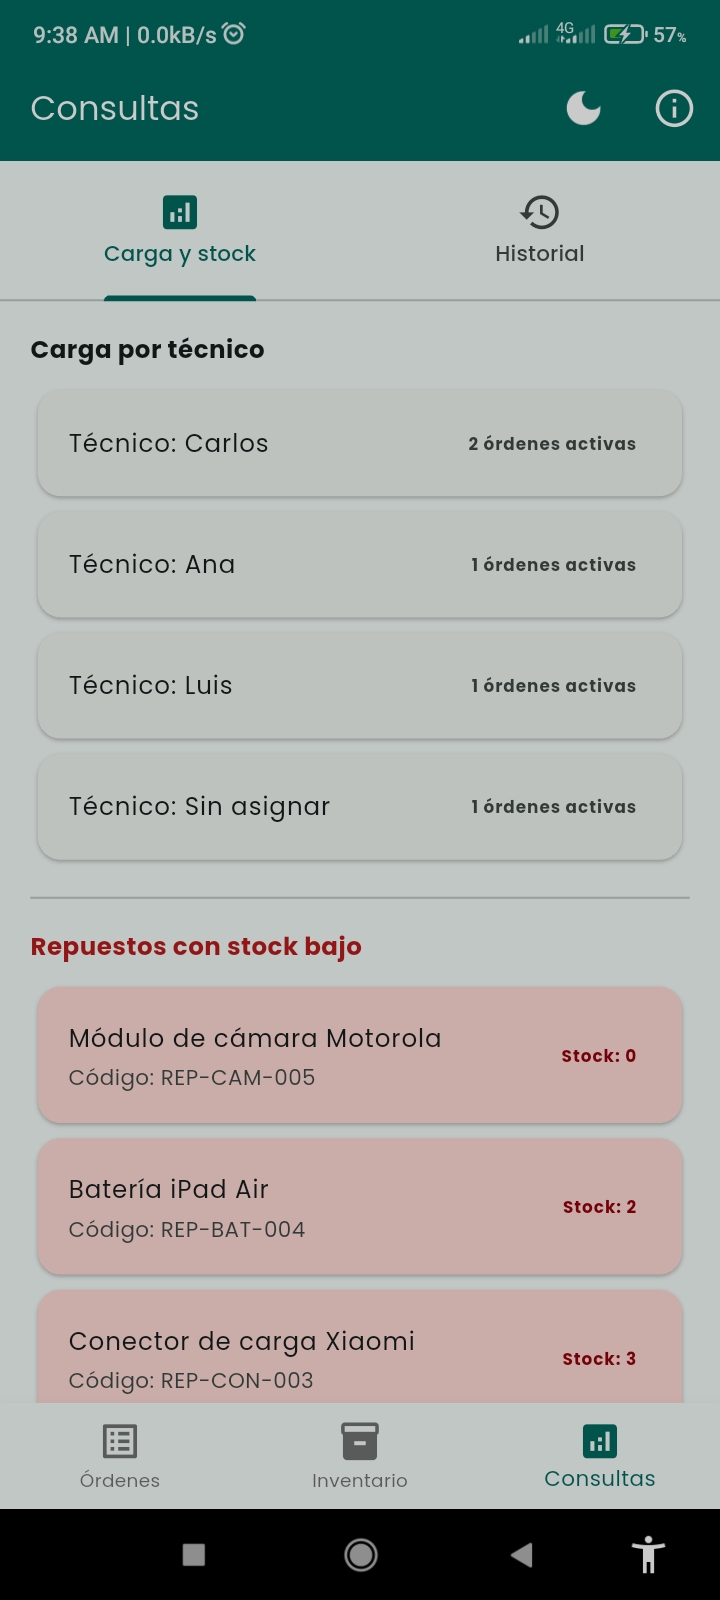 9:38 AM | 0.0kB/s 4G 57%
Consultas
Carga y stock Historial
Carga por técnico
Técnico: Carlos 2 órdenes activas
Técnico: Ana 1 órdenes activas
Técnico: Luis 1 órdenes activas
Técnico: Sin asignar 1 órdenes activas
Repuestos con stock bajo
Módulo de cámara Motorola
Código: REP-CAM-005
Stock: 0
Batería iPad Air
Código: REP-BAT-004
Stock: 2
Conector de carga Xiaomi
Código: REP-CON-003
Stock: 3
Órdenes Inventario Consultas